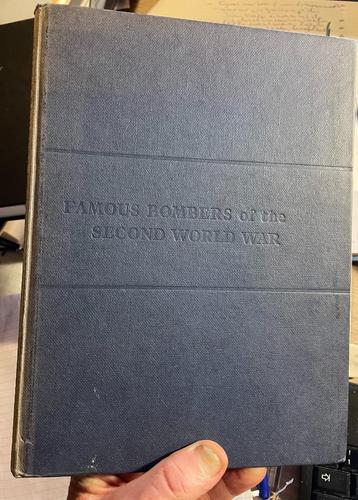 FAMOUS BOMBERS of the
SECOND WORLD WAR